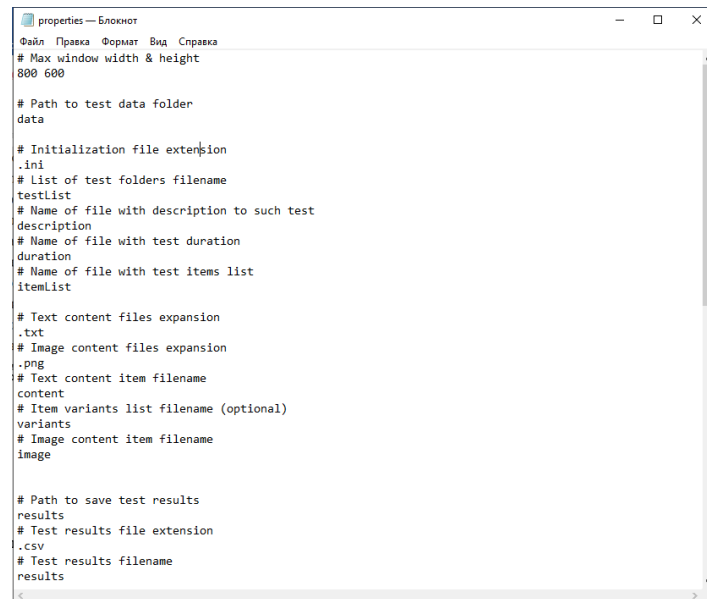 properties — Блокнот
Файл Правка Формат Вид Справка
# Max window width & height
800 600
# Path to test data folder
data
# Initialization file extension
.ini
# List of test folders filename
testList
# Name of file with description to such test
description
# Name of file with test duration
duration
# Name of file with test items list
itemList
# Text content files expansion
.txt
# Image content files expansion
.png
# Text content item filename
content
# Item variants list filename (optional)
variants
# Image content item filename
image
# Path to save test results
results
# Test results file extension
.csv
# Test results filename
results